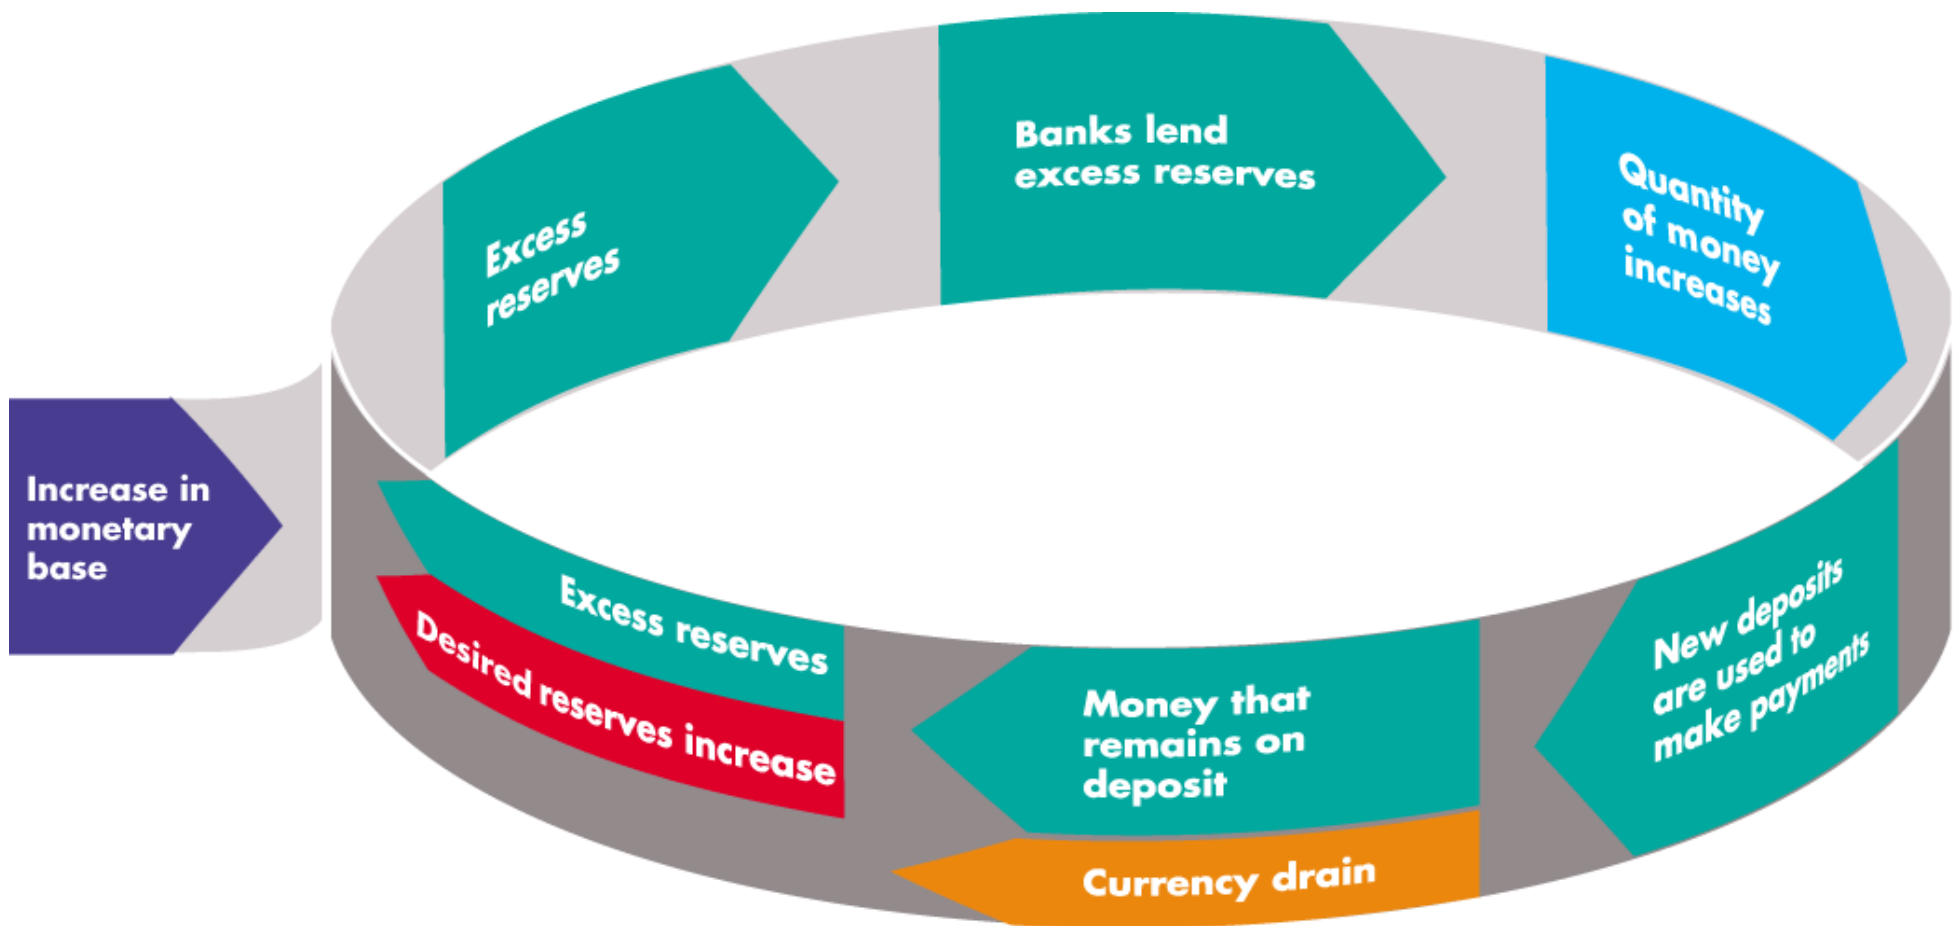 Increase in
monetary
base
Excess
reserves
Banks lend
excess reserves
Quantity
of money
increases
New deposits
are used to
make payments
Money that
remains on
deposit
Currency drain
Excess reserves
Desired reserves increase